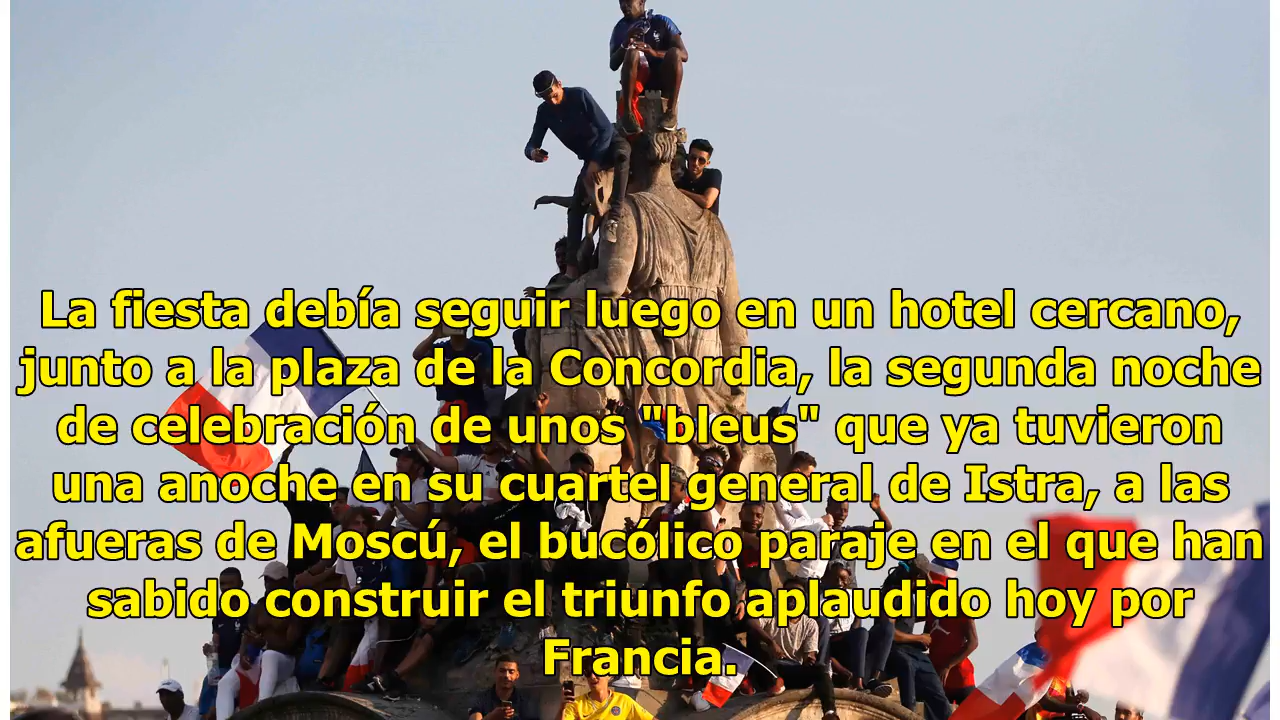 La fiesta debía seguir luego en un hotel cercano,
junto a la plaza de la Concordia, la segunda noche
de celebración de unos "bleus" que ya tuvieron
una anoche en su cuartel general de Istra, a las
afueras de Moscú, el bucólico paraje en el que han
sabido construir el triunfo aplaudido hoy por
Francia.